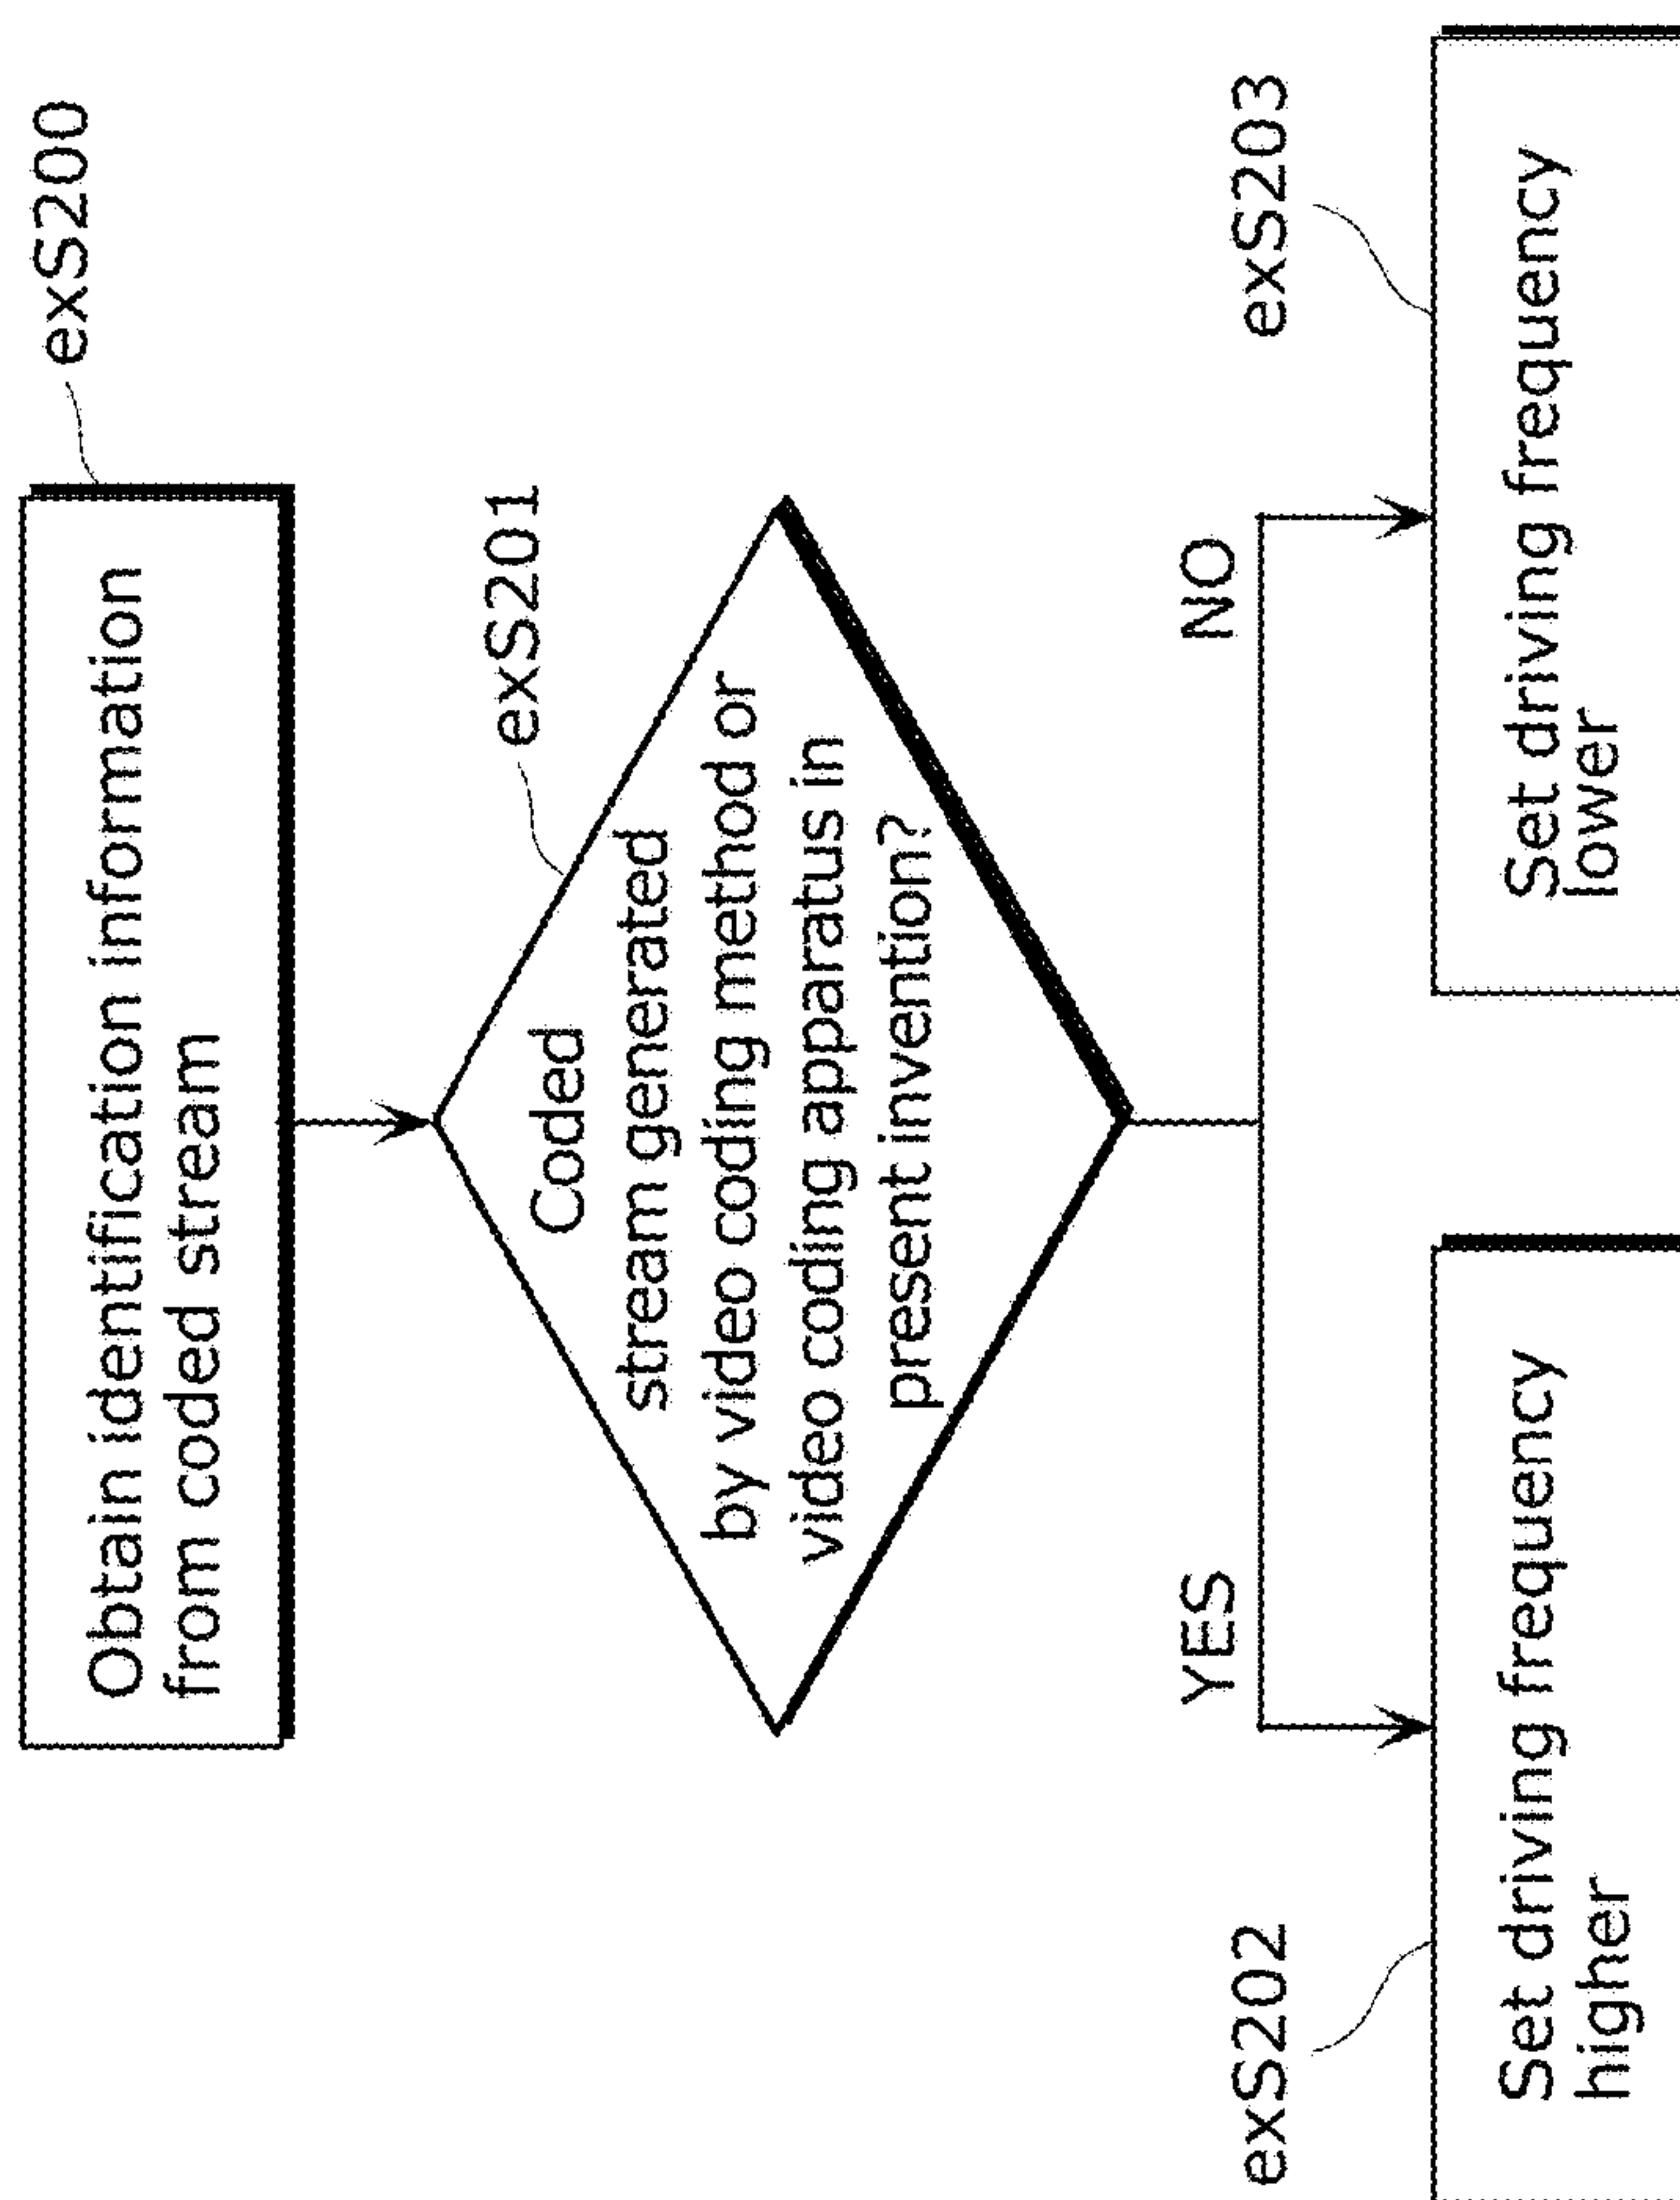 exS200
Obtain identification information
from coded stream
exS201
Coded
stream generated
by video coding method or
video coding apparatus in
present invention?
YES
NO
exS202
exS203
Set driving frequency
higher
Set driving frequency
lower